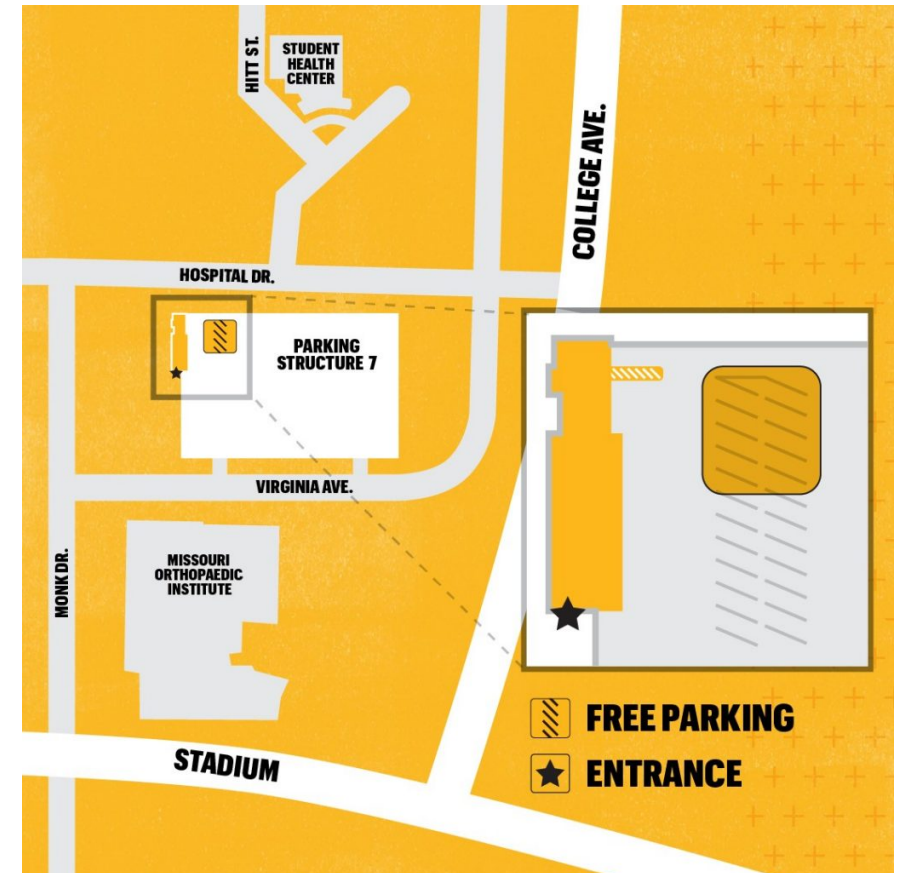 HITT ST.
STUDENT
HEALTH
CENTER
COLLEGE AVE.
HOSPITAL DR.
PARKING
STRUCTURE 7
VIRGINIA AVE.
MONK DR.
MISSOURI
ORTHOPAEDIC
INSTITUTE
STADIUM
FREE PARKING
ENTRANCE